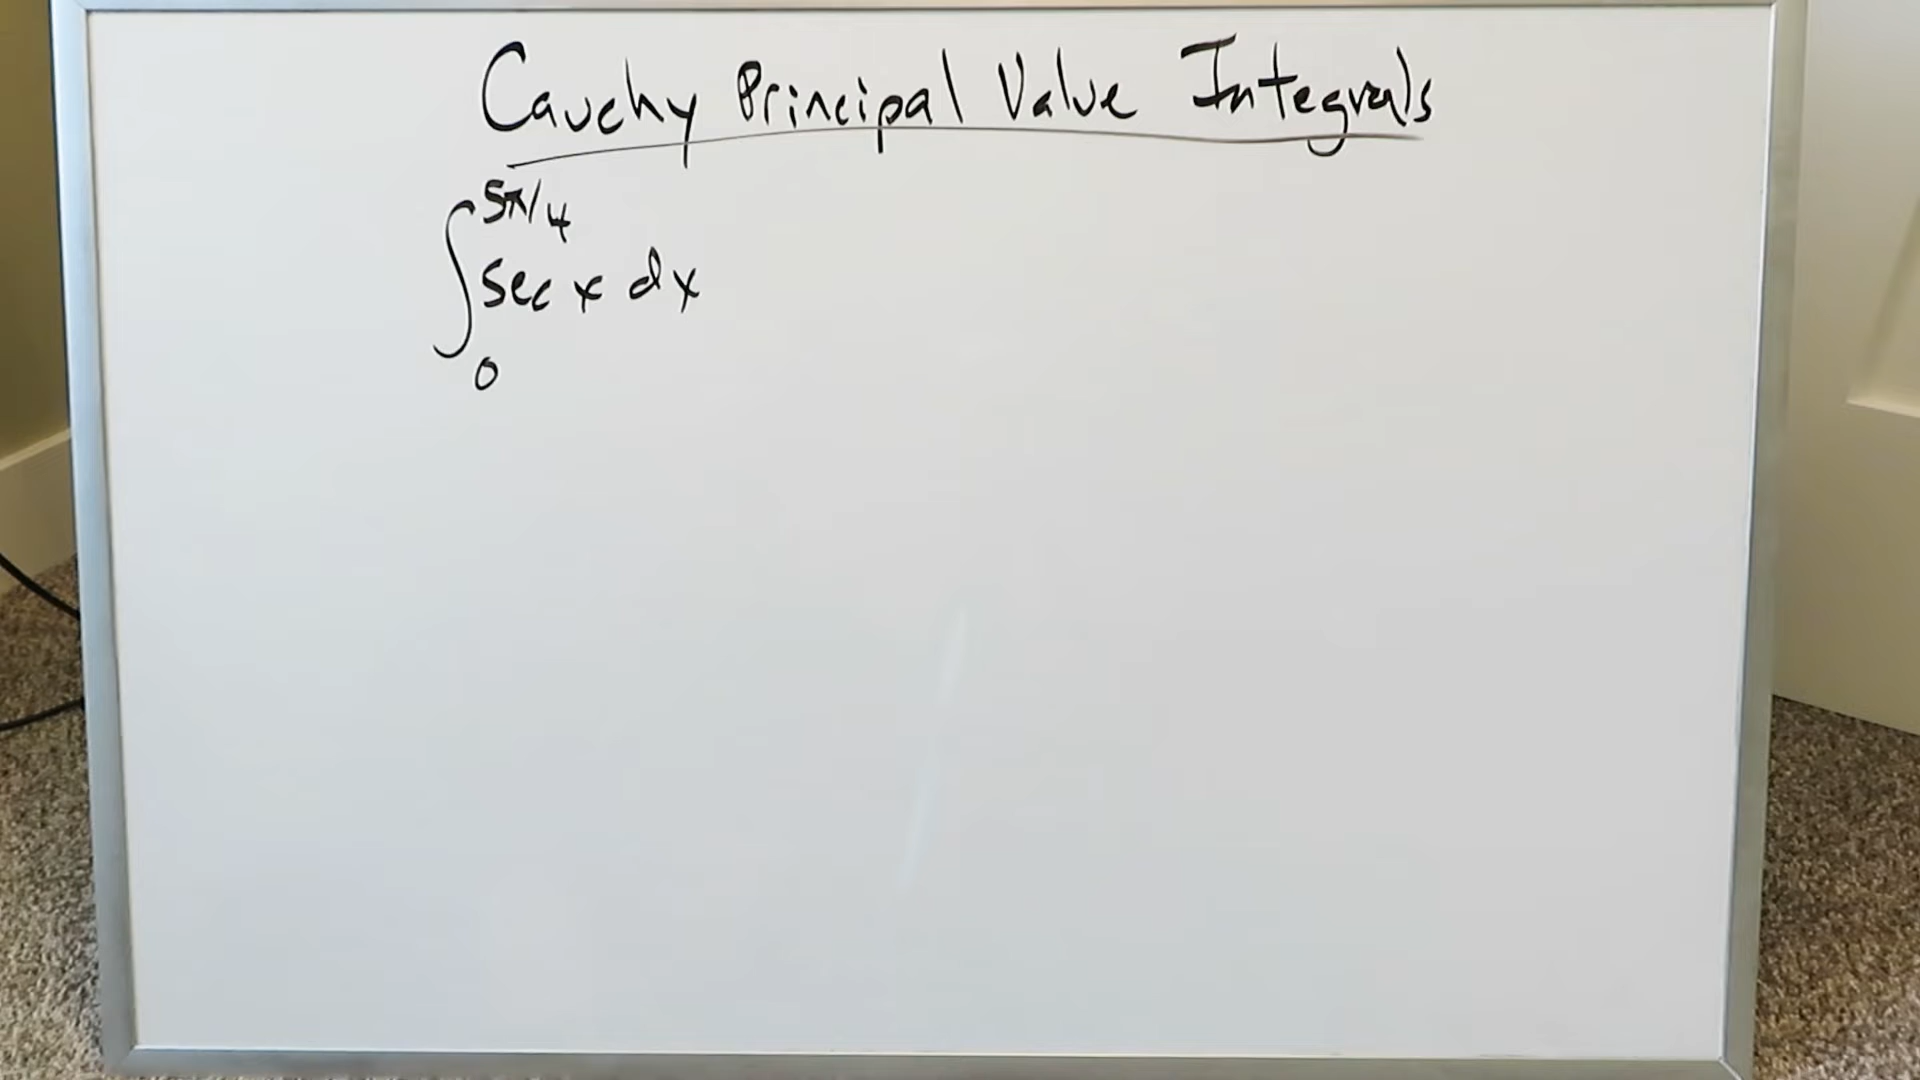 Cauchy Principal Value Integrals
∫₀^{5π/4} sec x dx